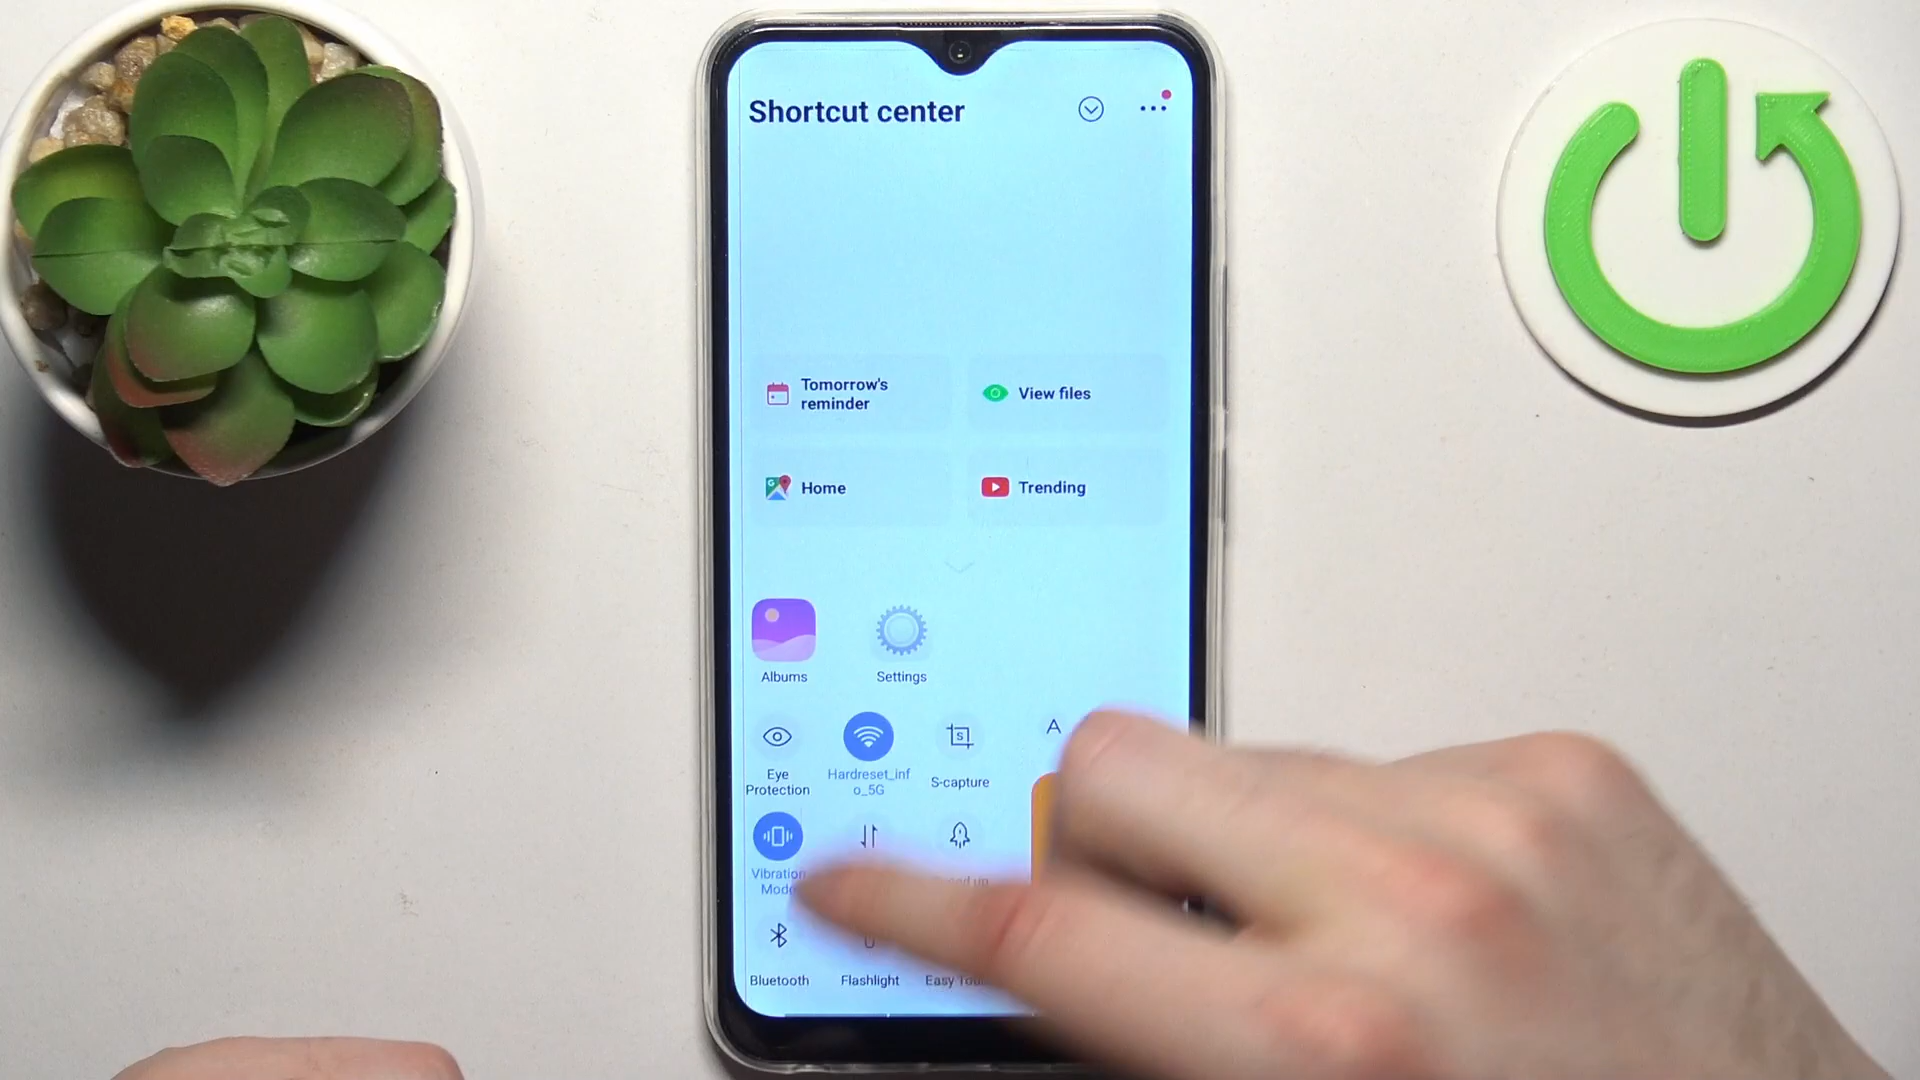 Shortcut center
Tomorrow's
reminder
View files
Home
Trending
Albums
Settings
Eye
Protection
Hardreset_inf
o_5G
S-capture
A
Vibration
Mode
Bluetooth
Flashlight
Easy